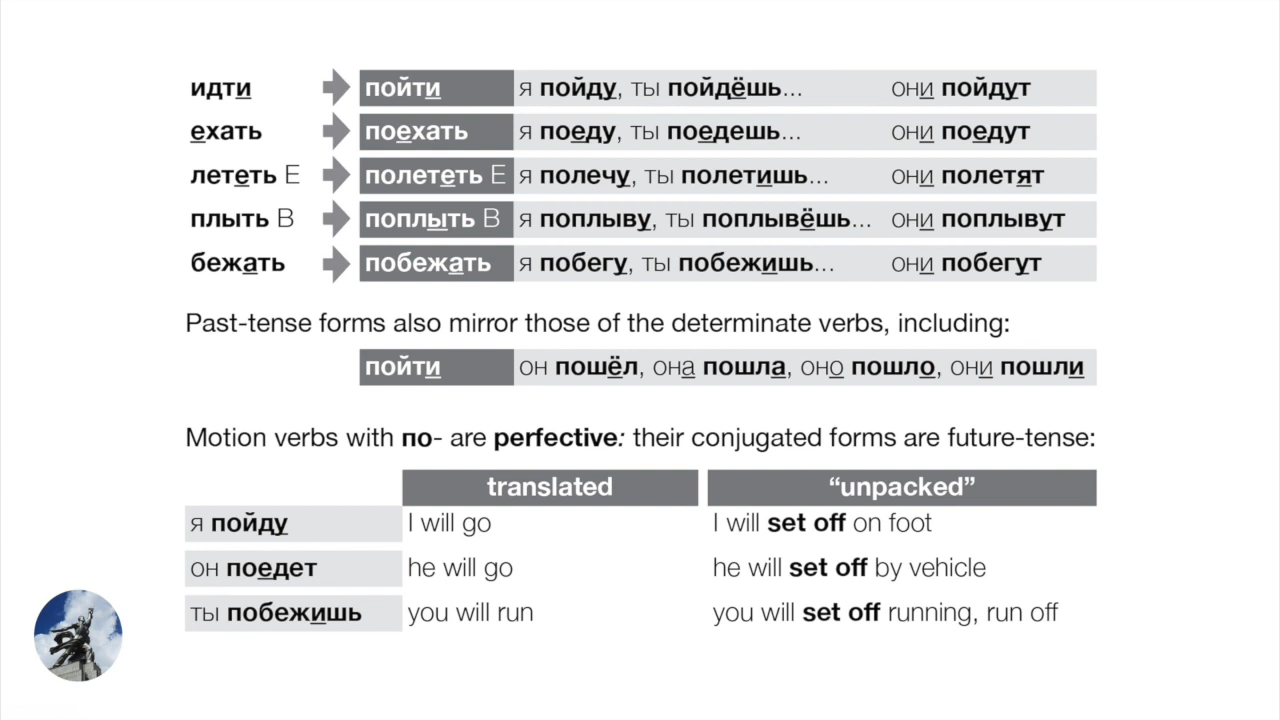 идти пойти я пойду, ты пойдёшь... они пойдут
ехать поехать я поеду, ты поедешь... они поедут
лететь E полететь E я полечу, ты полетишь... они полетят
плыть B поплыть B я поплыву, ты поплывёшь... они поплывут
бежать побежать я побегу, ты побежишь... они побегут
Past-tense forms also mirror those of the determinate verbs, including:
пойти он пошёл, она пошла, оно пошло, они пошли
Motion verbs with по- are perfective: their conjugated forms are future-tense:
translated “unpacked”
я пойду I will go I will set off on foot
он поедет he will go he will set off by vehicle
ты побежишь you will run you will set off running, run off